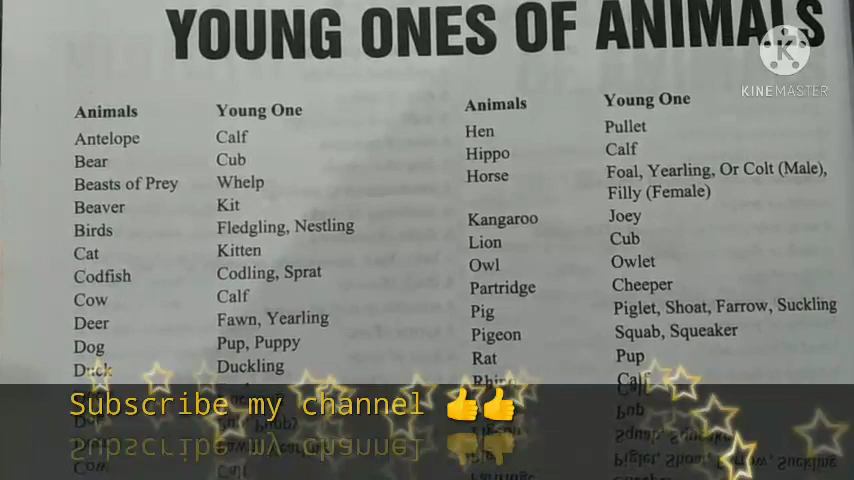 YOUNG ONES OF ANIMALS
KINEMASTER
Animals Young One
Antelope Calf
Bear Cub
Beasts of Prey Whelp
Beaver Kit
Birds Fledgling, Nestling
Cat Kitten
Codfish Codling, Sprat
Cow Calf
Deer Fawn, Yearling
Dog Pup, Puppy
Duck Duckling
Animals Young One
Hen Pullet
Hippo Calf
Horse Foal, Yearling, Or Colt (Male),
Filly (Female)
Kangaroo Joey
Lion Cub
Owl Owlet
Partridge Cheeper
Pig Piglet, Shoat, Farrow, Suckling
Pigeon Squab, Squeaker
Rat Pup
Rhino Calf
Subscribe my channel 👍👍